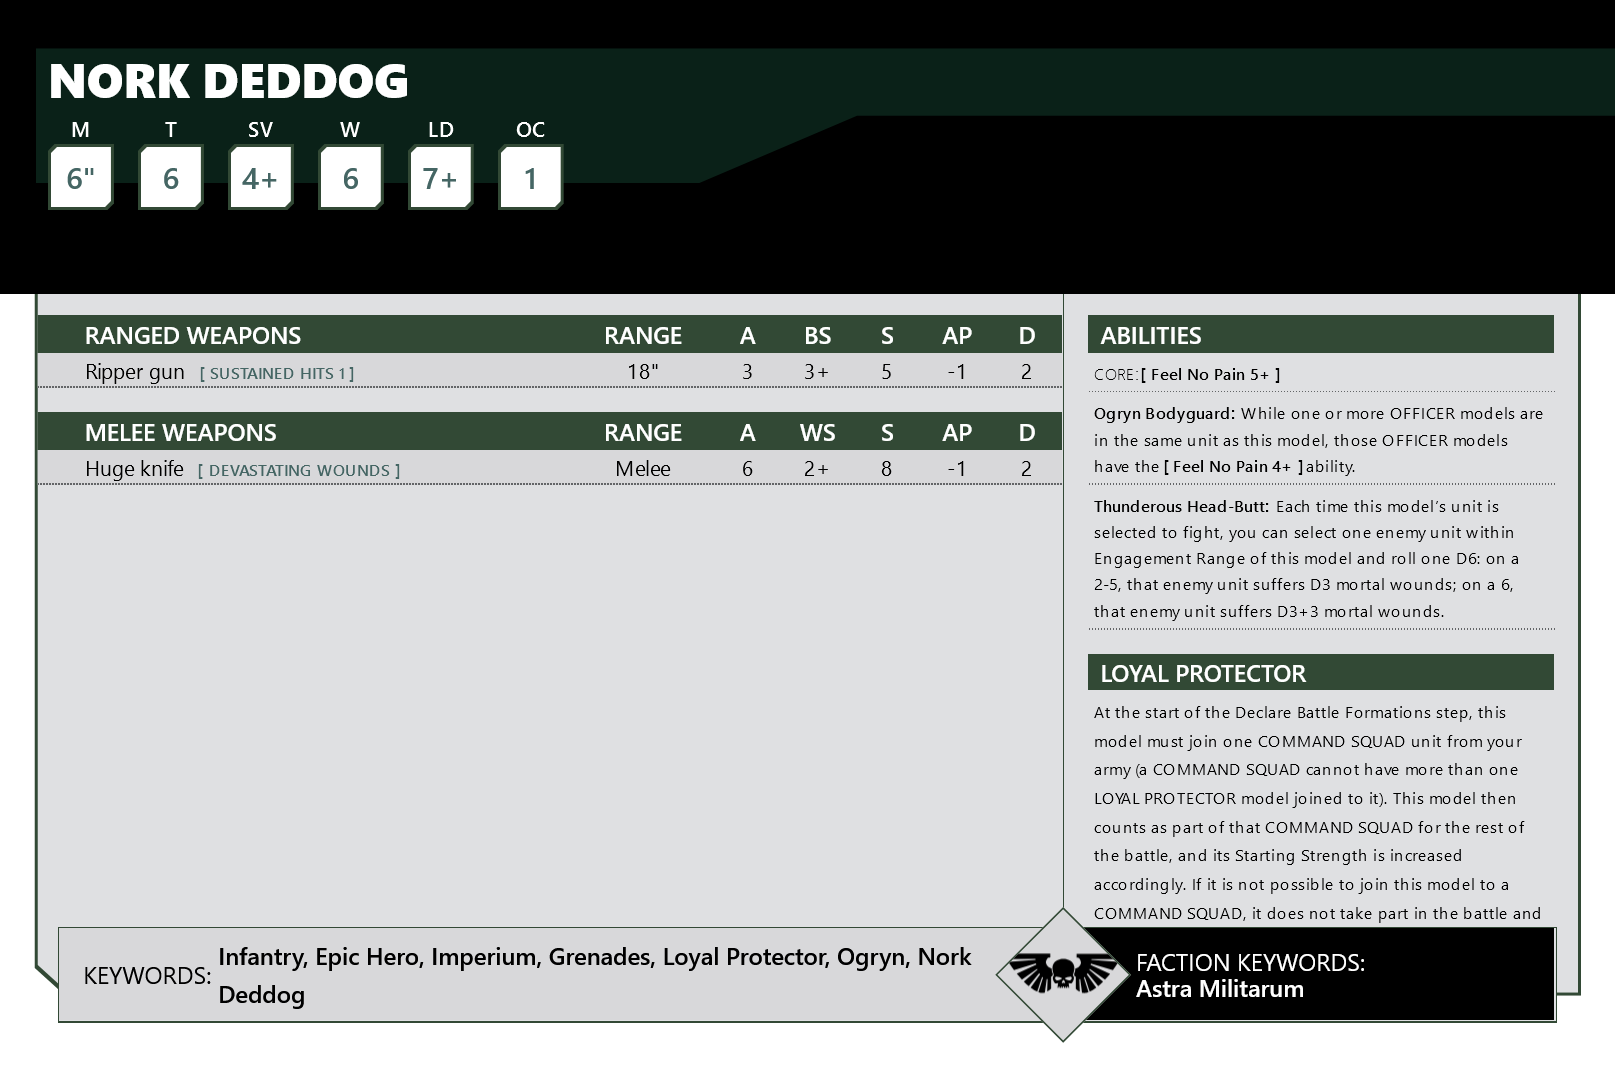 NORK DEDDOG
M T SV W LD OC
6" 6 4+ 6 7+ 1
RANGED WEAPONS RANGE A BS S AP D
Ripper gun [ SUSTAINED HITS 1 ] 18" 3 3+ 5 -1 2
MELEE WEAPONS RANGE A WS S AP D
Huge knife [ DEVASTATING WOUNDS ] Melee 6 2+ 8 -1 2
ABILITIES
CORE: [ Feel No Pain 5+ ]
Ogryn Bodyguard: While one or more OFFICER models are
in the same unit as this model, those OFFICER models
have the [ Feel No Pain 4+ ] ability.
Thunderous Head-Butt: Each time this model’s unit is
selected to fight, you can select one enemy unit within
Engagement Range of this model and roll one D6: on a
2-5, that enemy unit suffers D3 mortal wounds; on a 6,
that enemy unit suffers D3+3 mortal wounds.
LOYAL PROTECTOR
At the start of the Declare Battle Formations step, this
model must join one COMMAND SQUAD unit from your
army (a COMMAND SQUAD cannot have more than one
LOYAL PROTECTOR model joined to it). This model then
counts as part of that COMMAND SQUAD for the rest of
the battle, and its Starting Strength is increased
accordingly. If it is not possible to join this model to a
COMMAND SQUAD, it does not take part in the battle and
KEYWORDS: Infantry, Epic Hero, Imperium, Grenades, Loyal Protector, Ogryn, Nork
Deddog
FACTION KEYWORDS:
Astra Militarum